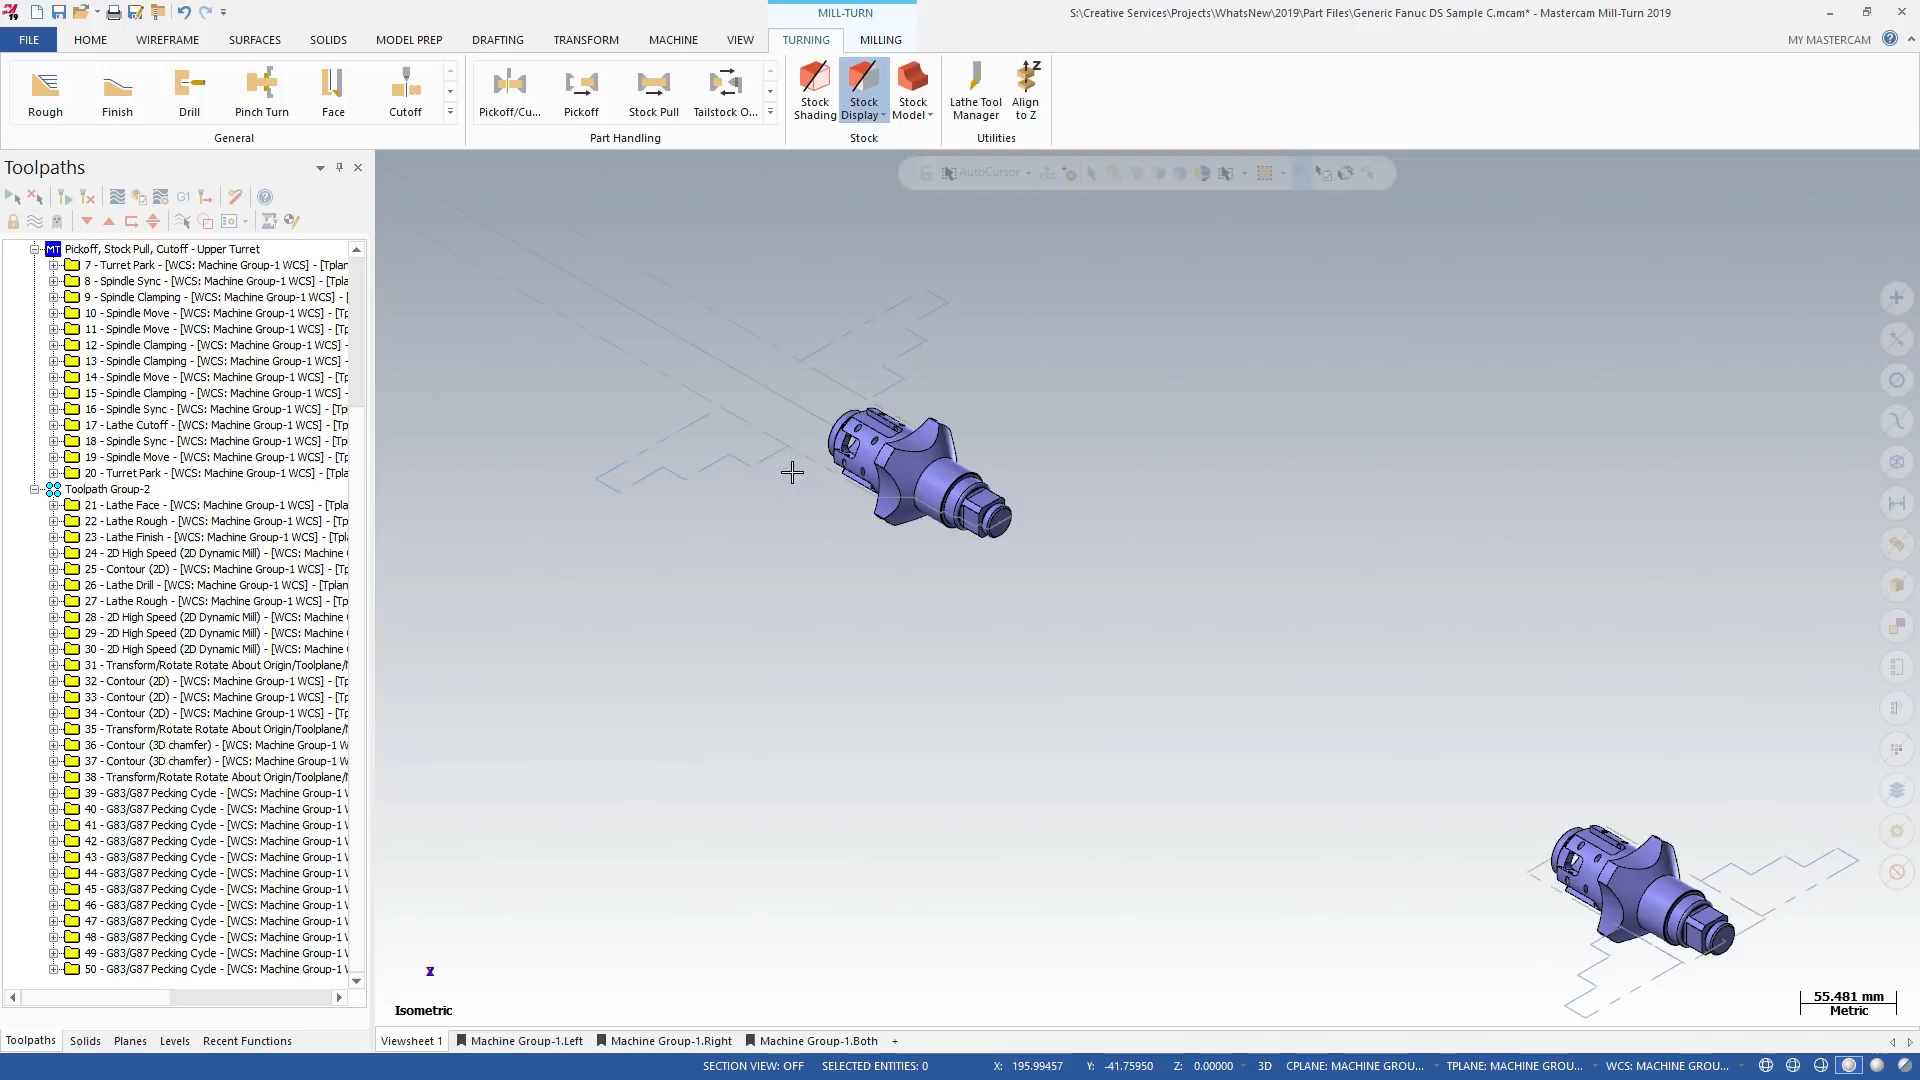 MILL-TURN
S:\Creative Services\Projects\WhatsNew\2019\Part Files\Generic Fanuc DS Sample C.mcam* - Mastercam Mill-Turn 2019
FILE HOME WIREFRAME SURFACES SOLIDS MODEL PREP DRAFTING TRANSFORM MACHINE VIEW TURNING MILLING
MY MASTERCAM
Rough Finish Drill Pinch Turn Face Cutoff
Pickoff/Cu... Pickoff Stock Pull Tailstock O...
Stock Shading Stock Display Stock Model
Lathe Tool Manager Align to Z
General Part Handling Stock Utilities
Toolpaths
AutoCursor
G1
MT Pickoff, Stock Pull, Cutoff - Upper Turret
7 - Turret Park - [WCS: Machine Group-1 WCS] - [Tplan
8 - Spindle Sync - [WCS: Machine Group-1 WCS] - [Tpla
9 - Spindle Clamping - [WCS: Machine Group-1 WCS] - [
10 - Spindle Move - [WCS: Machine Group-1 WCS] - [Tp
11 - Spindle Move - [WCS: Machine Group-1 WCS] - [Tp
12 - Spindle Clamping - [WCS: Machine Group-1 WCS] -
13 - Spindle Clamping - [WCS: Machine Group-1 WCS] -
14 - Spindle Move - [WCS: Machine Group-1 WCS] - [Tp
15 - Spindle Clamping - [WCS: Machine Group-1 WCS] -
16 - Spindle Sync - [WCS: Machine Group-1 WCS] - [Tp
17 - Lathe Cutoff - [WCS: Machine Group-1 WCS] - [Tp
18 - Spindle Sync - [WCS: Machine Group-1 WCS] - [Tp
19 - Spindle Move - [WCS: Machine Group-1 WCS] - [Tp
20 - Turret Park - [WCS: Machine Group-1 WCS] - [Tpla
Toolpath Group-2
21 - Lathe Face - [WCS: Machine Group-1 WCS] - [Tpla
22 - Lathe Rough - [WCS: Machine Group-1 WCS] - [Tp
23 - Lathe Finish - [WCS: Machine Group-1 WCS] - [Tpl
24 - 2D High Speed (2D Dynamic Mill) - [WCS: Machine
25 - Contour (2D) - [WCS: Machine Group-1 WCS] - [Tp
26 - Lathe Drill - [WCS: Machine Group-1 WCS] - [Tplan
27 - Lathe Rough - [WCS: Machine Group-1 WCS] - [Tp
28 - 2D High Speed (2D Dynamic Mill) - [WCS: Machine
29 - 2D High Speed (2D Dynamic Mill) - [WCS: Machine
30 - 2D High Speed (2D Dynamic Mill) - [WCS: Machine
31 - Transform/Rotate Rotate About Origin/Toolplane/
32 - Contour (2D) - [WCS: Machine Group-1 WCS] - [Tp
33 - Contour (2D) - [WCS: Machine Group-1 WCS] - [Tp
34 - Contour (2D) - [WCS: Machine Group-1 WCS] - [Tp
35 - Transform/Rotate Rotate About Origin/Toolplane/
36 - Contour (3D chamfer) - [WCS: Machine Group-1 W
37 - Contour (3D chamfer) - [WCS: Machine Group-1 W
38 - Transform/Rotate Rotate About Origin/Toolplane/
39 - G83/G87 Pecking Cycle - [WCS: Machine Group-1
40 - G83/G87 Pecking Cycle - [WCS: Machine Group-1
41 - G83/G87 Pecking Cycle - [WCS: Machine Group-1
42 - G83/G87 Pecking Cycle - [WCS: Machine Group-1
43 - G83/G87 Pecking Cycle - [WCS: Machine Group-1
44 - G83/G87 Pecking Cycle - [WCS: Machine Group-1
45 - G83/G87 Pecking Cycle - [WCS: Machine Group-1
46 - G83/G87 Pecking Cycle - [WCS: Machine Group-1
47 - G83/G87 Pecking Cycle - [WCS: Machine Group-1
48 - G83/G87 Pecking Cycle - [WCS: Machine Group-1
49 - G83/G87 Pecking Cycle - [WCS: Machine Group-1
50 - G83/G87 Pecking Cycle - [WCS: Machine Group-1
Isometric
55.481 mm
Metric
Toolpaths Solids Planes Levels Recent Functions
Viewsheet 1 Machine Group-1.Left Machine Group-1.Right Machine Group-1.Both +
SECTION VIEW: OFF SELECTED ENTITIES: 0 X: 195.99457 Y: -41.75950 Z: 0.00000 3D CPLANE: MACHINE GROU... TPLANE: MACHINE GROU... WCS: MACHINE GROU...